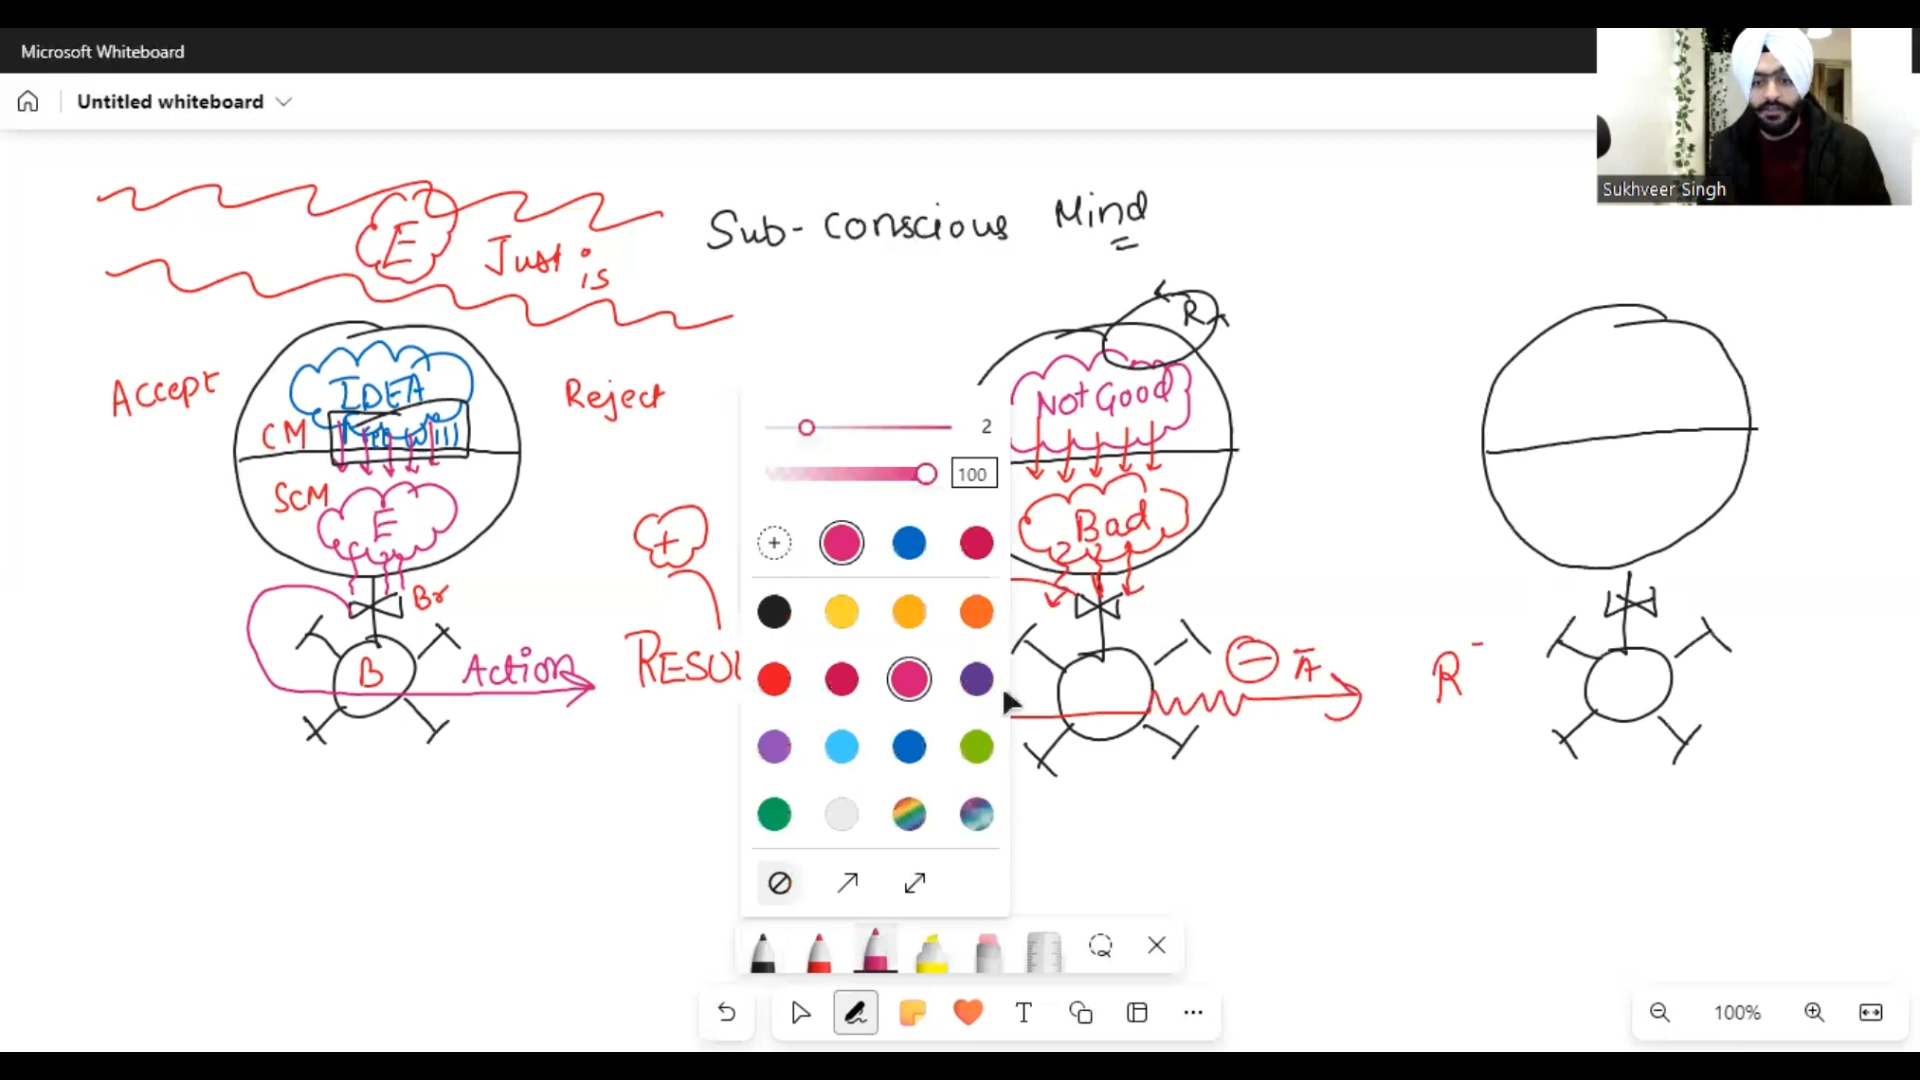 Microsoft Whiteboard
Untitled whiteboard
Sukhveer Singh
Sub-conscious Mind
E Just is
R
Accept
IDEA
Reject
Not Good
CM
2
100
SCM
E
Bad
+
+
Br
B
Action
RESU
- A
R-
T
100%